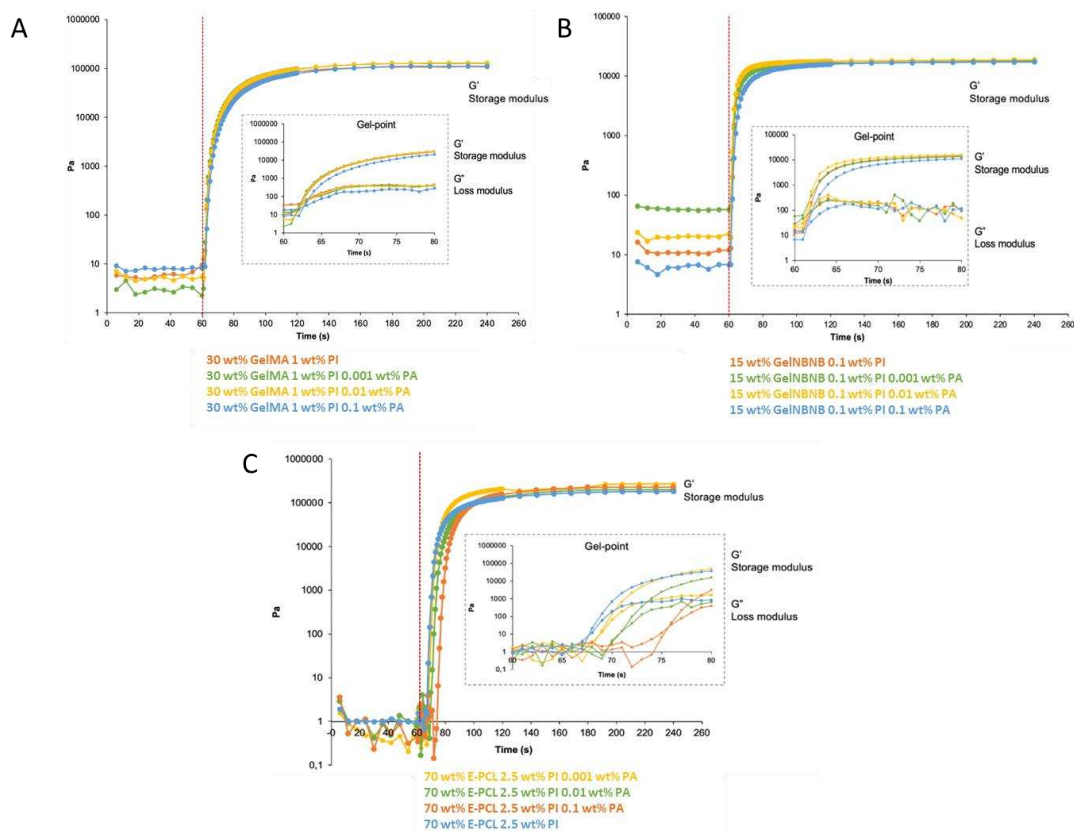 A
Pa
1000000
100000
10000
1000
100
10
1
0 20 40 60 80 100 120 140 160 180 200 220 240 260
Time (s)
G'
Storage modulus
Gel-point
Pa
1000000
100000
10000
1000
100
10
1
60 65 70 75 80
Time (s)
G'
Storage modulus
G"
Loss modulus
30 wt% GelMA 1 wt% PI
30 wt% GelMA 1 wt% PI 0.001 wt% PA
30 wt% GelMA 1 wt% PI 0.01 wt% PA
30 wt% GelMA 1 wt% PI 0.1 wt% PA
B
Pa
100000
10000
1000
100
10
1
0 20 40 60 80 100 120 140 160 180 200 220 240 260
Time (s)
G'
Storage modulus
Gel-point
Pa
100000
10000
1000
100
10
1
60 65 70 75 80
Time (s)
G'
Storage modulus
G"
Loss modulus
15 wt% GelNBNB 0.1 wt% PI
15 wt% GelNBNB 0.1 wt% PI 0.001 wt% PA
15 wt% GelNBNB 0.1 wt% PI 0.01 wt% PA
15 wt% GelNBNB 0.1 wt% PI 0.1 wt% PA
C
Pa
1000000
100000
10000
1000
100
10
1
0,1
-0 20 40 60 80 100 120 140 160 180 200 220 240 260
Time (s)
G'
Storage modulus
Gel-point
Pa
1000000
100000
10000
1000
100
10
1
0,1
60 65 70 75 80
Time (s)
G'
Storage modulus
G"
Loss modulus
70 wt% E-PCL 2.5 wt% PI 0.001 wt% PA
70 wt% E-PCL 2.5 wt% PI 0.01 wt% PA
70 wt% E-PCL 2.5 wt% PI 0.1 wt% PA
70 wt% E-PCL 2.5 wt% PI